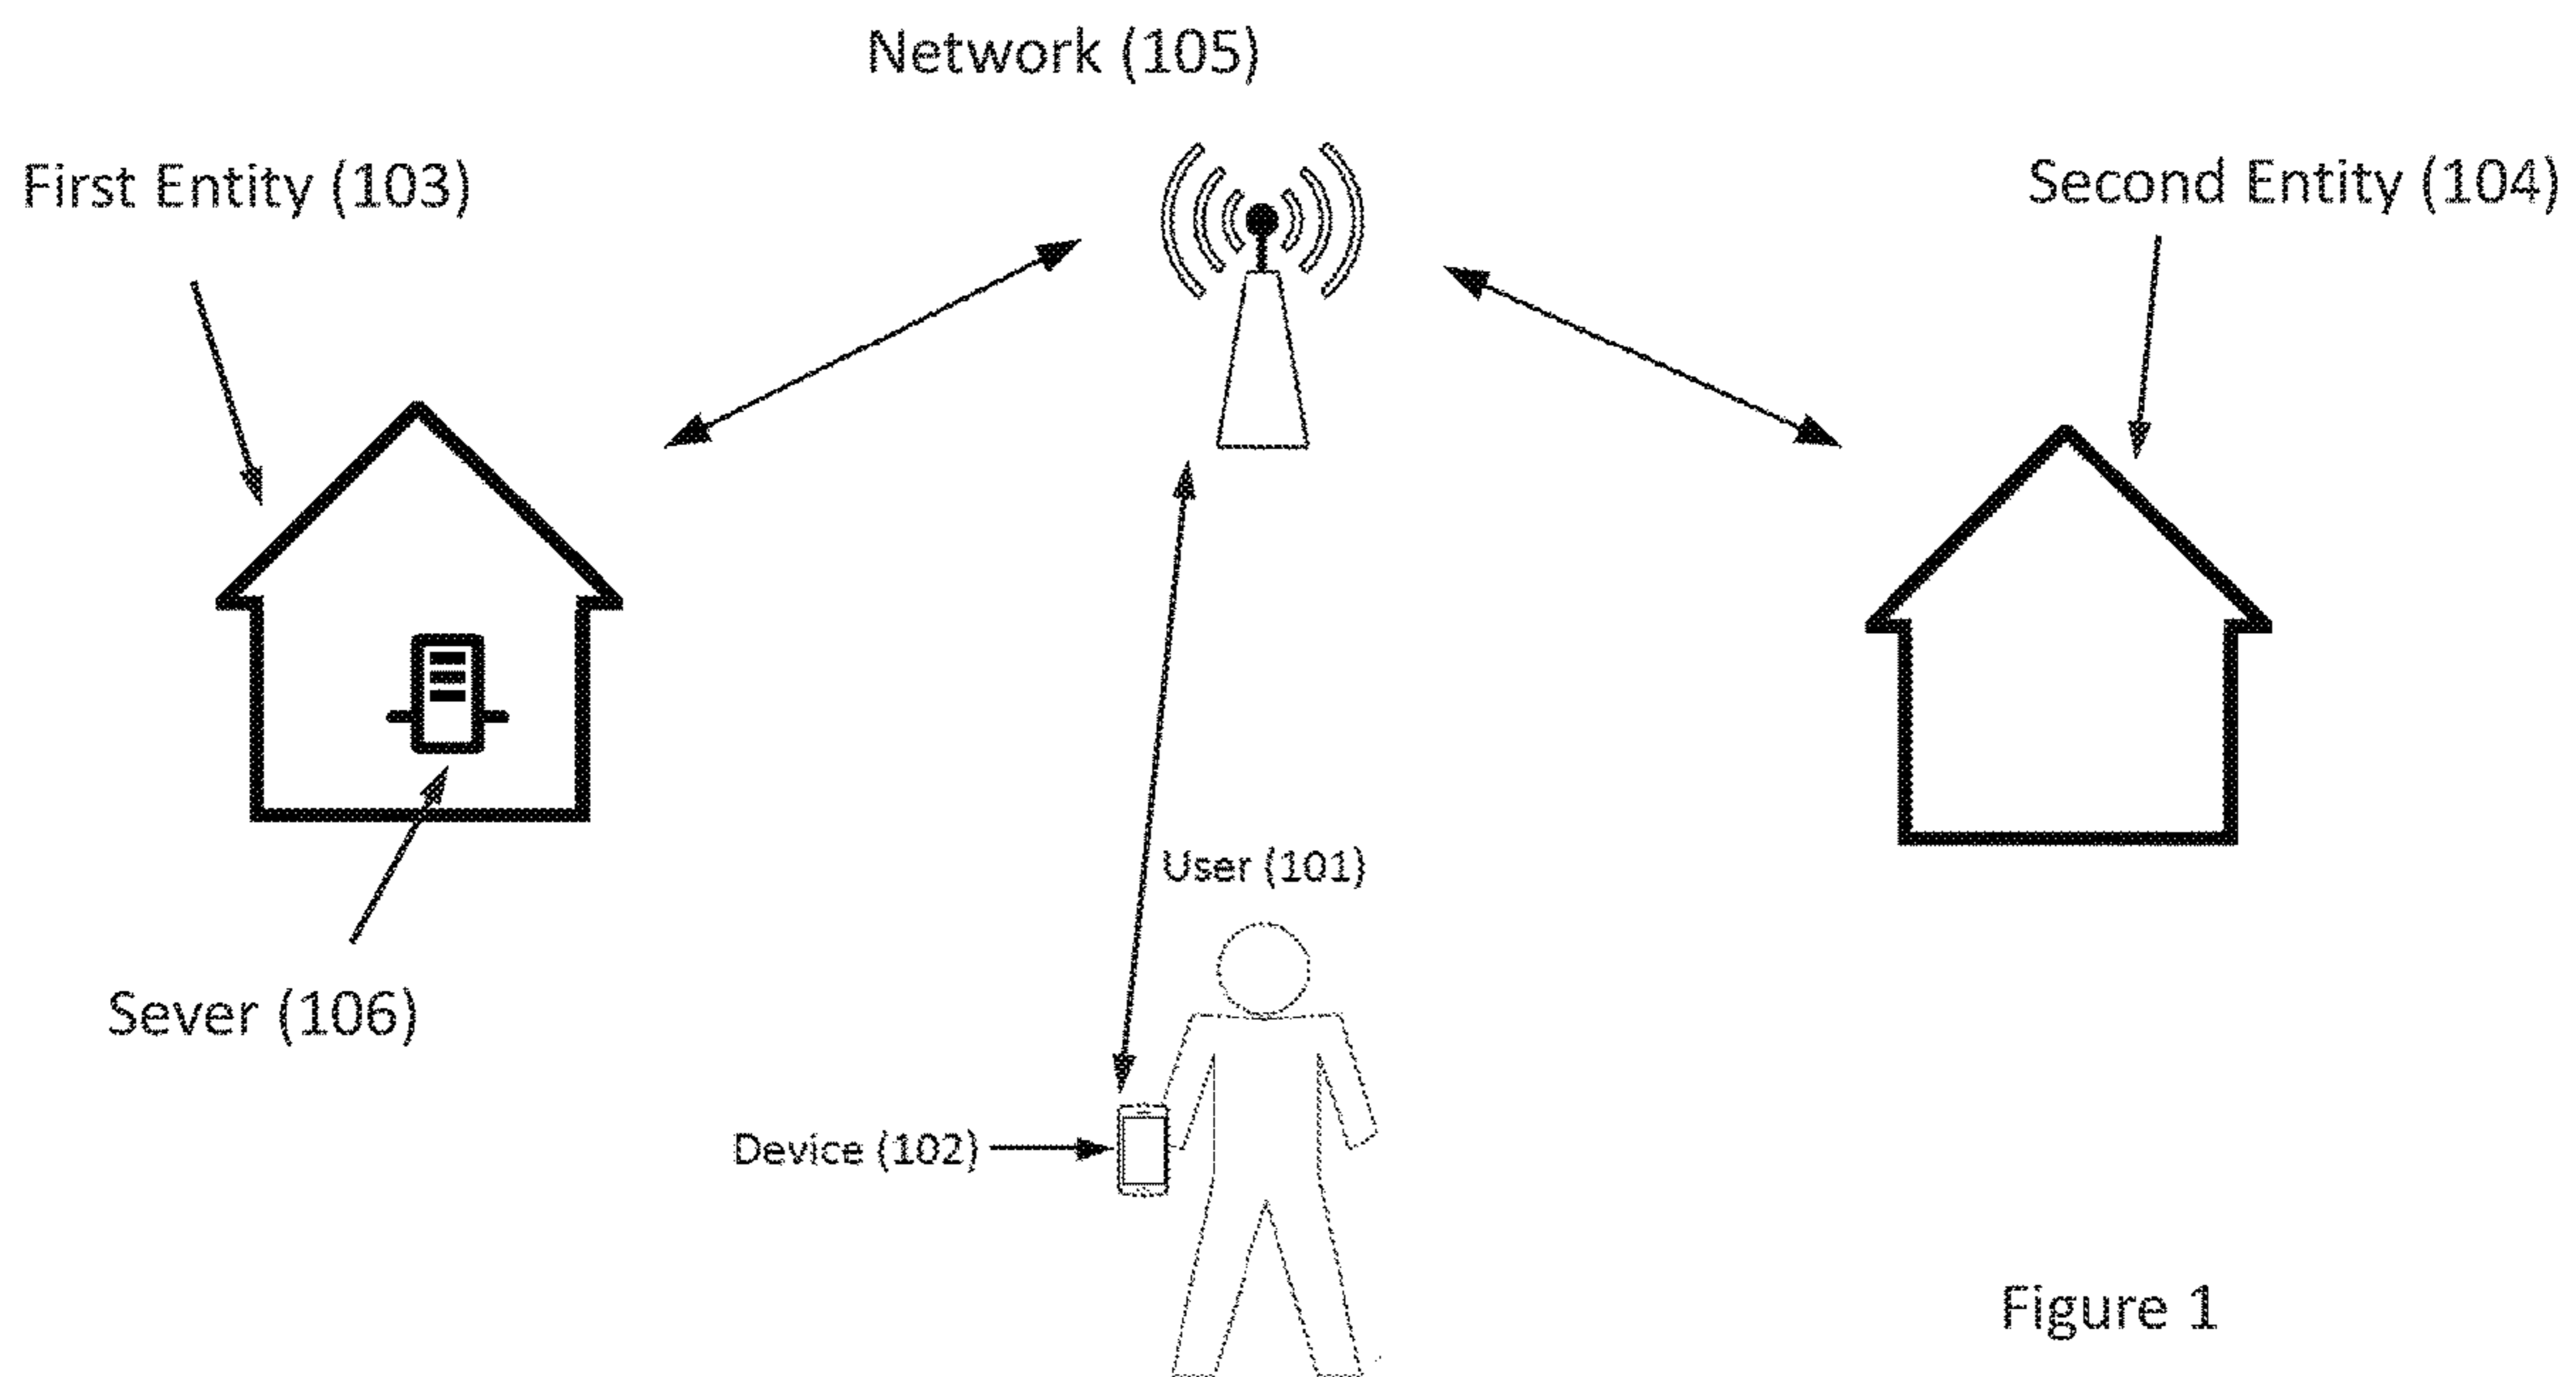 Network (105)
First Entity (103)
Second Entity (104)
User (101)
Sever (106)
Device (102)
Figure 1